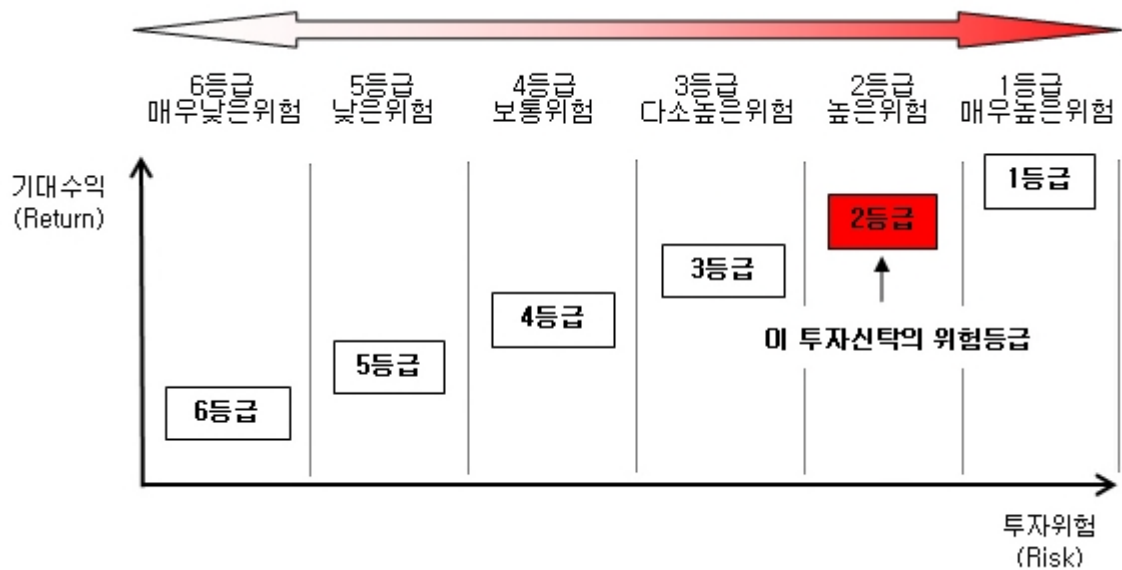 6등급 5등급 4등급 3등급 2등급 1등급
매우낮은위험 낮은위험 보통위험 다소높은위험 높은위험 매우높은위험
기대수익
(Return)
1등급
2등급
3등급
이 투자신탁의 위험등급
4등급
5등급
6등급
투자위험
(Risk)